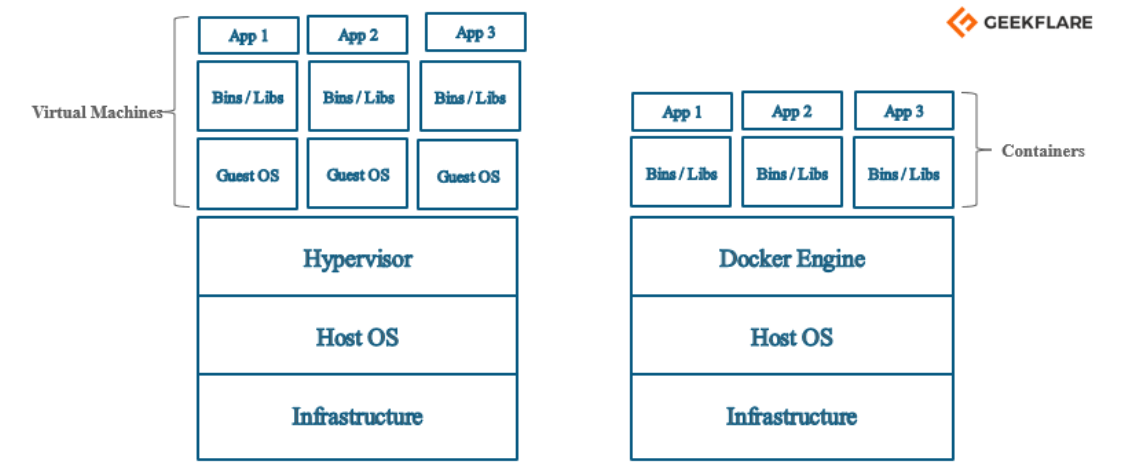 GEEKFLARE
Virtual Machines
App 1
App 2
App 3
Bins / Libs
Bins / Libs
Bins / Libs
Guest OS
Guest OS
Guest OS
Hypervisor
Host OS
Infrastructure
App 1
App 2
App 3
Bins / Libs
Bins / Libs
Bins / Libs
Containers
Docker Engine
Host OS
Infrastructure